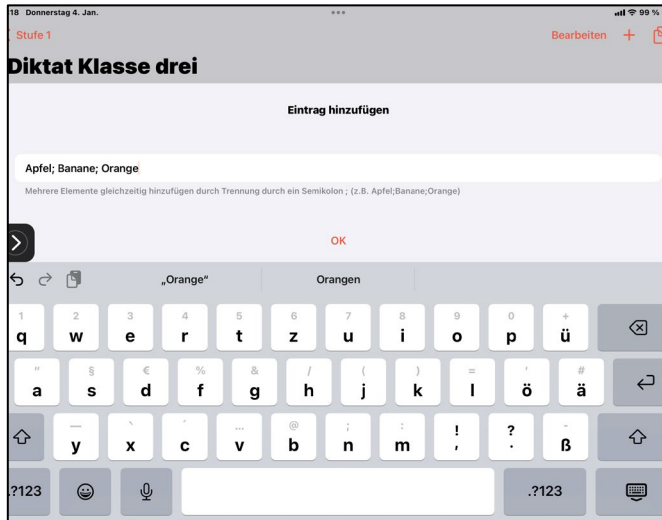 18 Donnerstag 4. Jan.
99 %
Stufe 1
Bearbeiten
Diktat Klasse drei
Eintrag hinzufügen
Apfel; Banane; Orange
Mehrere Elemente gleichzeitig hinzufügen durch Trennung durch ein Semikolon ; (z.B. Apfel;Banane;Orange)
OK
„Orange“ Orangen
1 2 3 4 5 6 7 8 9 0 +
q w e r t z u i o p ü
" § € % & / ( ) = ' #
a s d f g h j k l ö ä
— ` ´ ... @ ; : ! ? -
y x c v b n m , . ß
.?123 .?123